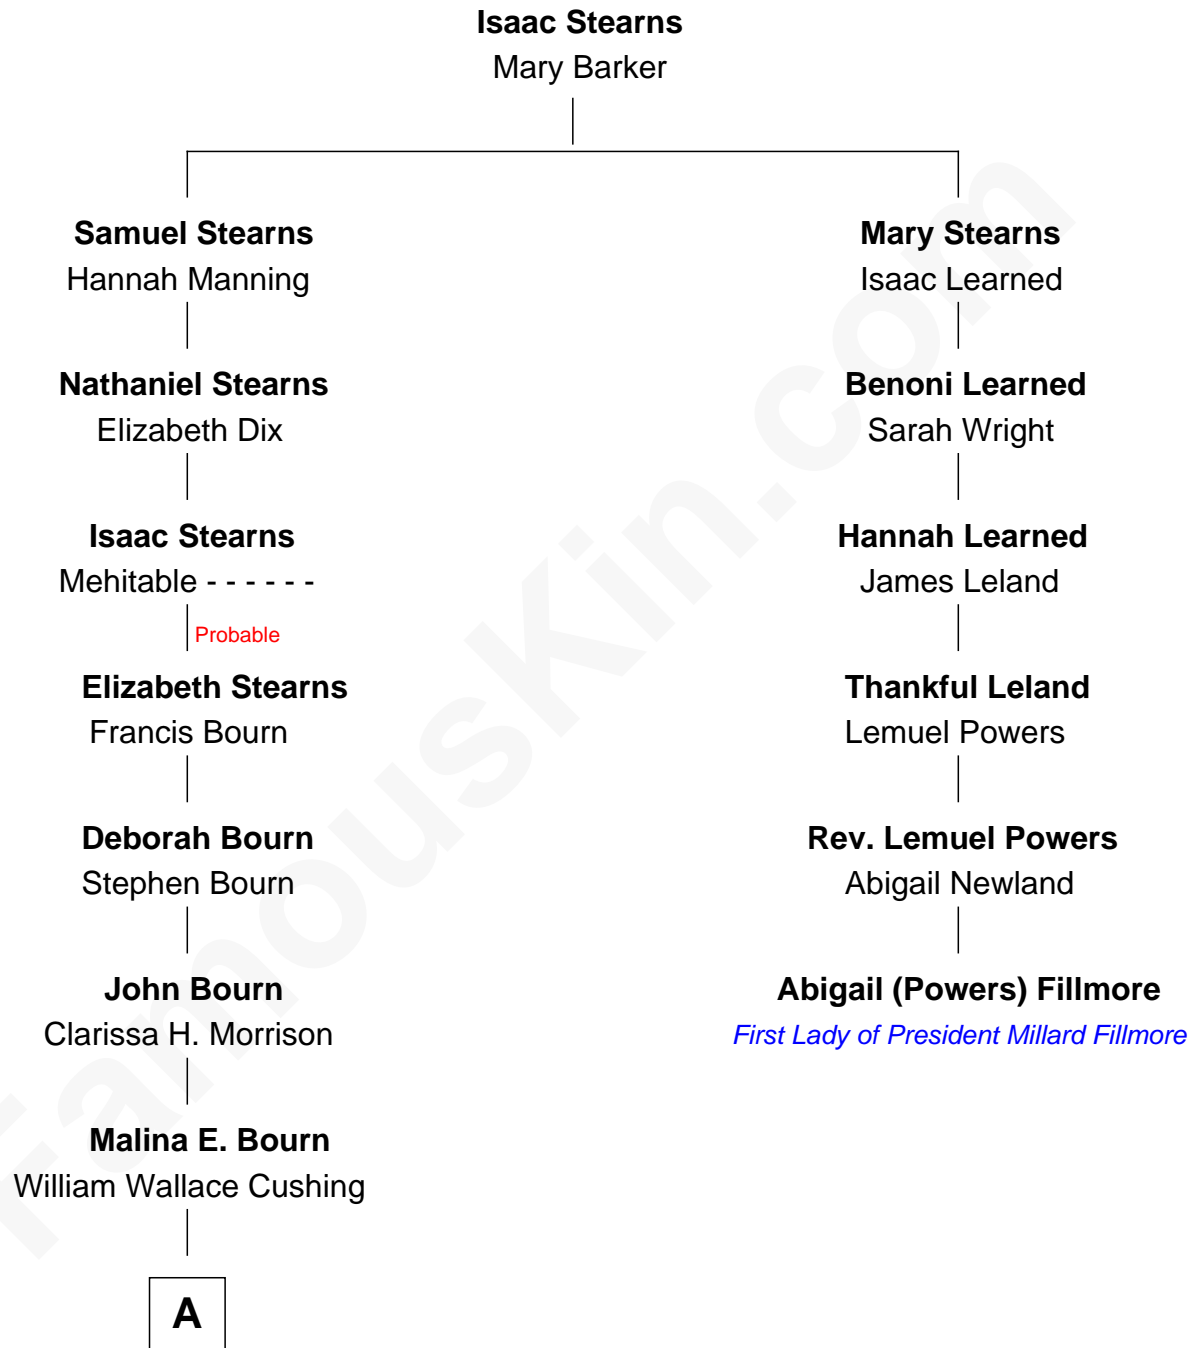 Isaac Stearns
Mary Barker
Samuel Stearns
Hannah Manning
Nathaniel Stearns
Elizabeth Dix
Isaac Stearns
Mehitable - - - - - -
Probable
Elizabeth Stearns
Francis Bourn
Deborah Bourn
Stephen Bourn
John Bourn
Clarissa H. Morrison
Malina E. Bourn
William Wallace Cushing
A
Mary Stearns
Isaac Learned
Benoni Learned
Sarah Wright
Hannah Learned
James Leland
Thankful Leland
Lemuel Powers
Rev. Lemuel Powers
Abigail Newland
Abigail (Powers) Fillmore
First Lady of President Millard Fillmore
FamousKin.com